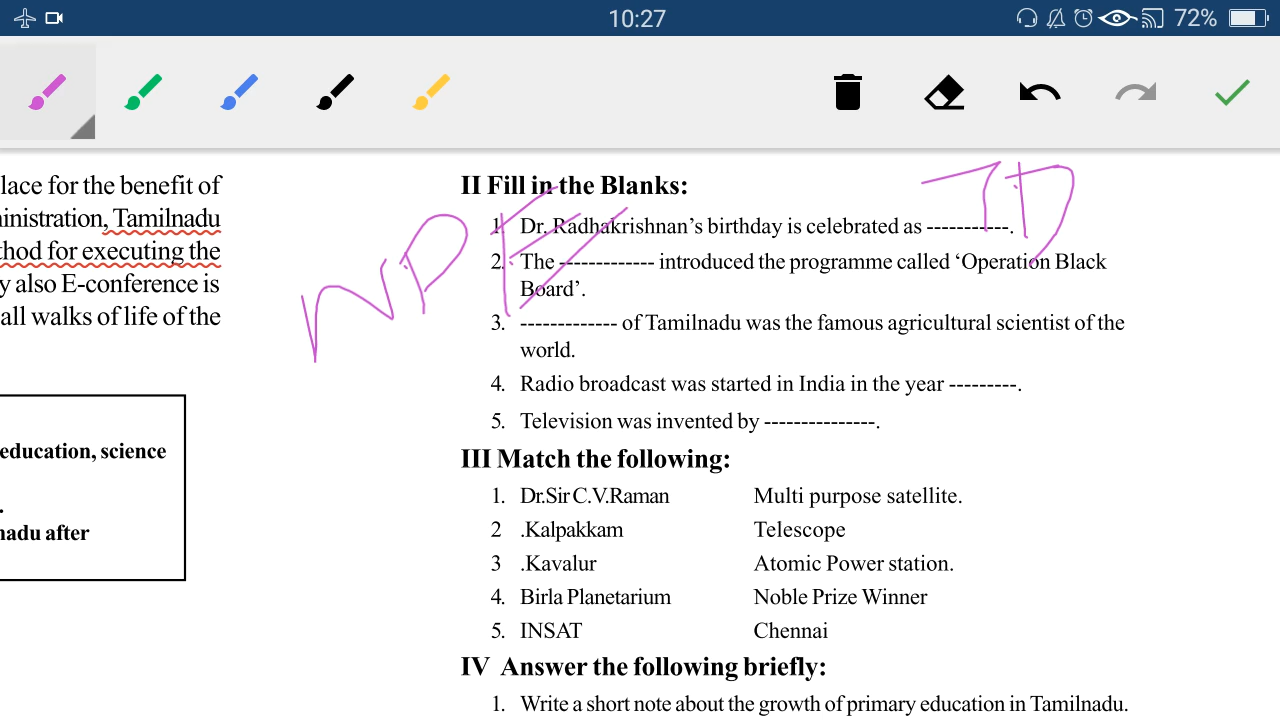 10:27
72%
lace for the benefit of
inistration, Tamilnadu
thod for executing the
y also E-conference is
all walks of life of the
education, science
.
nadu after
II Fill in the Blanks:
1. Dr. Radhakrishnan's birthday is celebrated as -----------.
2. The ------------- introduced the programme called 'Operation Black
Board'.
3. ------------- of Tamilnadu was the famous agricultural scientist of the
world.
4. Radio broadcast was started in India in the year ---------.
5. Television was invented by ---------------.
III Match the following:
1. Dr.Sir C.V.Raman Multi purpose satellite.
2 .Kalpakkam Telescope
3 .Kavalur Atomic Power station.
4. Birla Planetarium Noble Prize Winner
5. INSAT Chennai
IV Answer the following briefly:
1. Write a short note about the growth of primary education in Tamilnadu.
NPE
TD